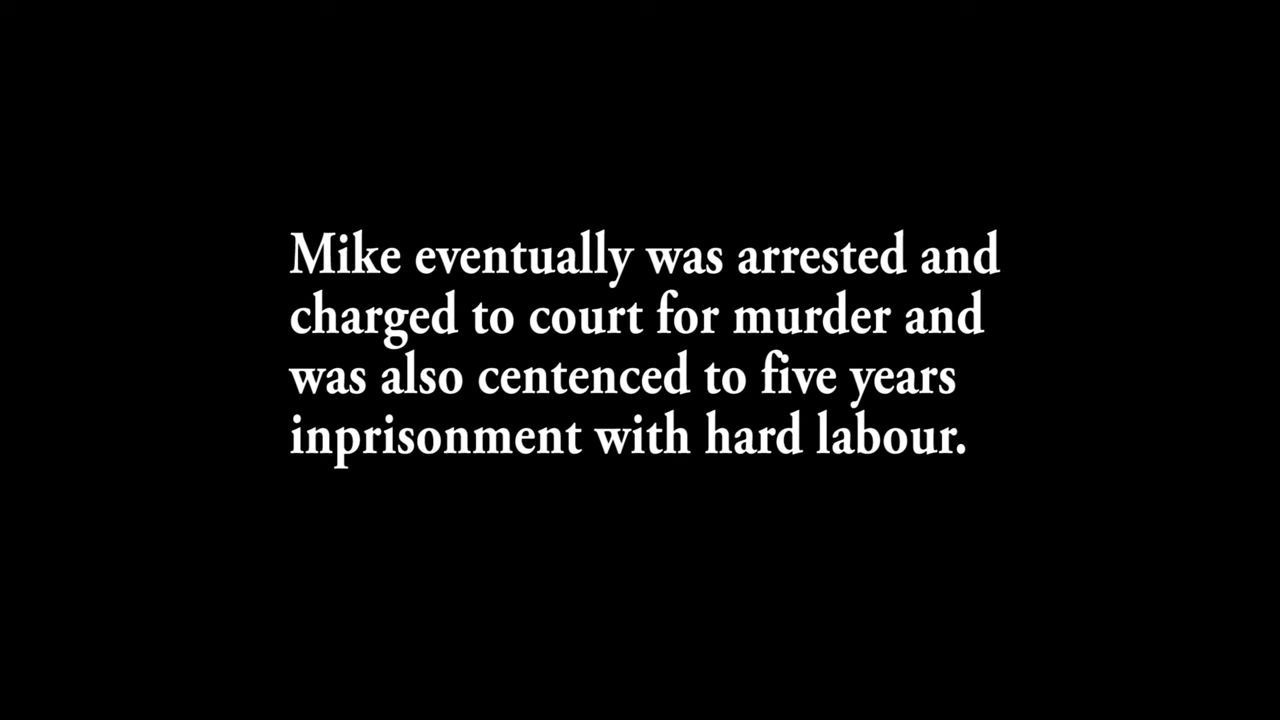 Mike eventually was arrested and
charged to court for murder and
was also centenced to five years
inprisonment with hard labour.